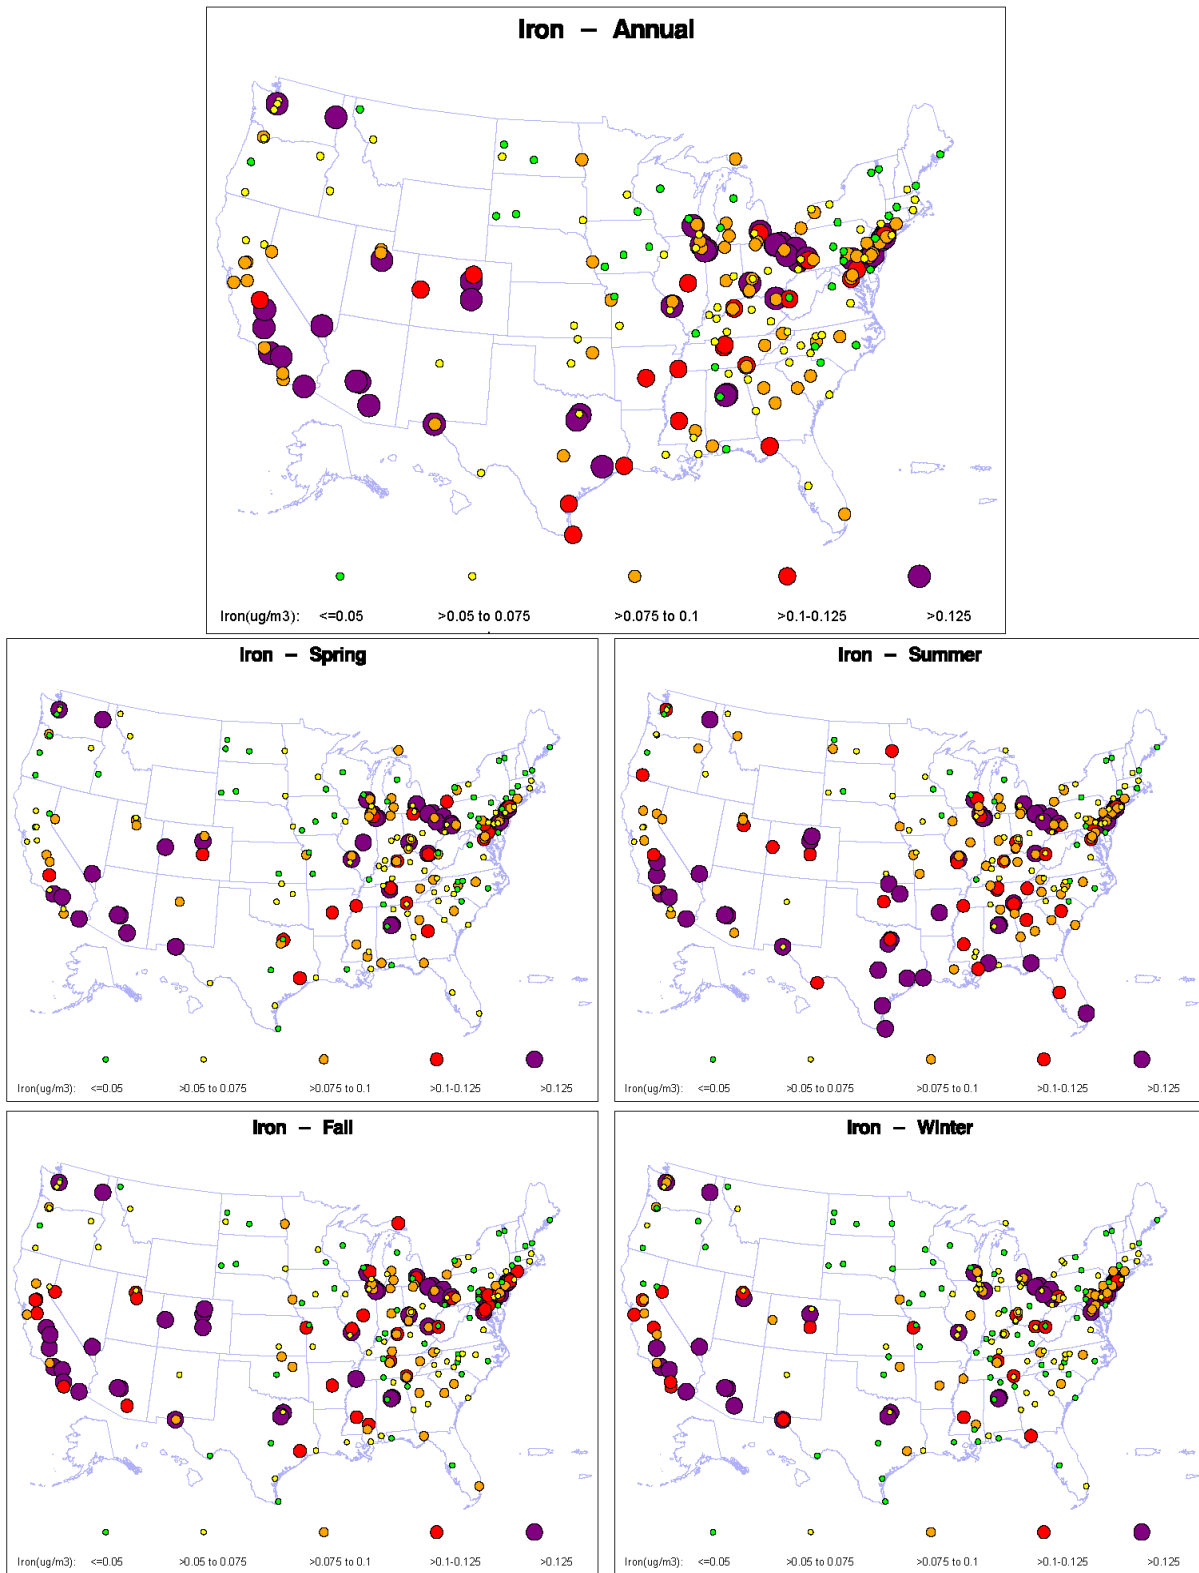 Iron - Annual
Iron(ug/m3): <=0.05 >0.05 to 0.075 >0.075 to 0.1 >0.1-0.125 >0.125
Iron - Spring
Iron(ug/m3): <=0.05 >0.05 to 0.075 >0.075 to 0.1 >0.1-0.125 >0.125
Iron - Summer
Iron(ug/m3): <=0.05 >0.05 to 0.075 >0.075 to 0.1 >0.1-0.125 >0.125
Iron - Fall
Iron(ug/m3): <=0.05 >0.05 to 0.075 >0.075 to 0.1 >0.1-0.125 >0.125
Iron - Winter
Iron(ug/m3): <=0.05 >0.05 to 0.075 >0.075 to 0.1 >0.1-0.125 >0.125